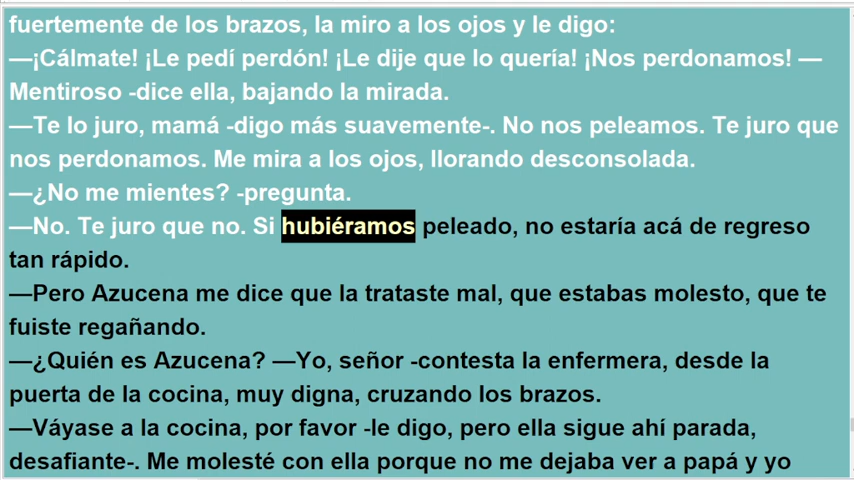 fuertemente de los brazos, la miro a los ojos y le digo:
—¡Cálmate! ¡Le pedí perdón! ¡Le dije que lo quería! ¡Nos perdonamos! —
Mentiroso -dice ella, bajando la mirada.
—Te lo juro, mamá -digo más suavemente-. No nos peleamos. Te juro que
nos perdonamos. Me mira a los ojos, llorando desconsolada.
—¿No me mientes? -pregunta.
—No. Te juro que no. Si hubiéramos peleado, no estaría acá de regreso
tan rápido.
—Pero Azucena me dice que la trataste mal, que estabas molesto, que te
fuiste regañando.
—¿Quién es Azucena? —Yo, señor -contesta la enfermera, desde la
puerta de la cocina, muy digna, cruzando los brazos.
—Váyase a la cocina, por favor -le digo, pero ella sigue ahí parada,
desafiante-. Me molesté con ella porque no me dejaba ver a papá y yo